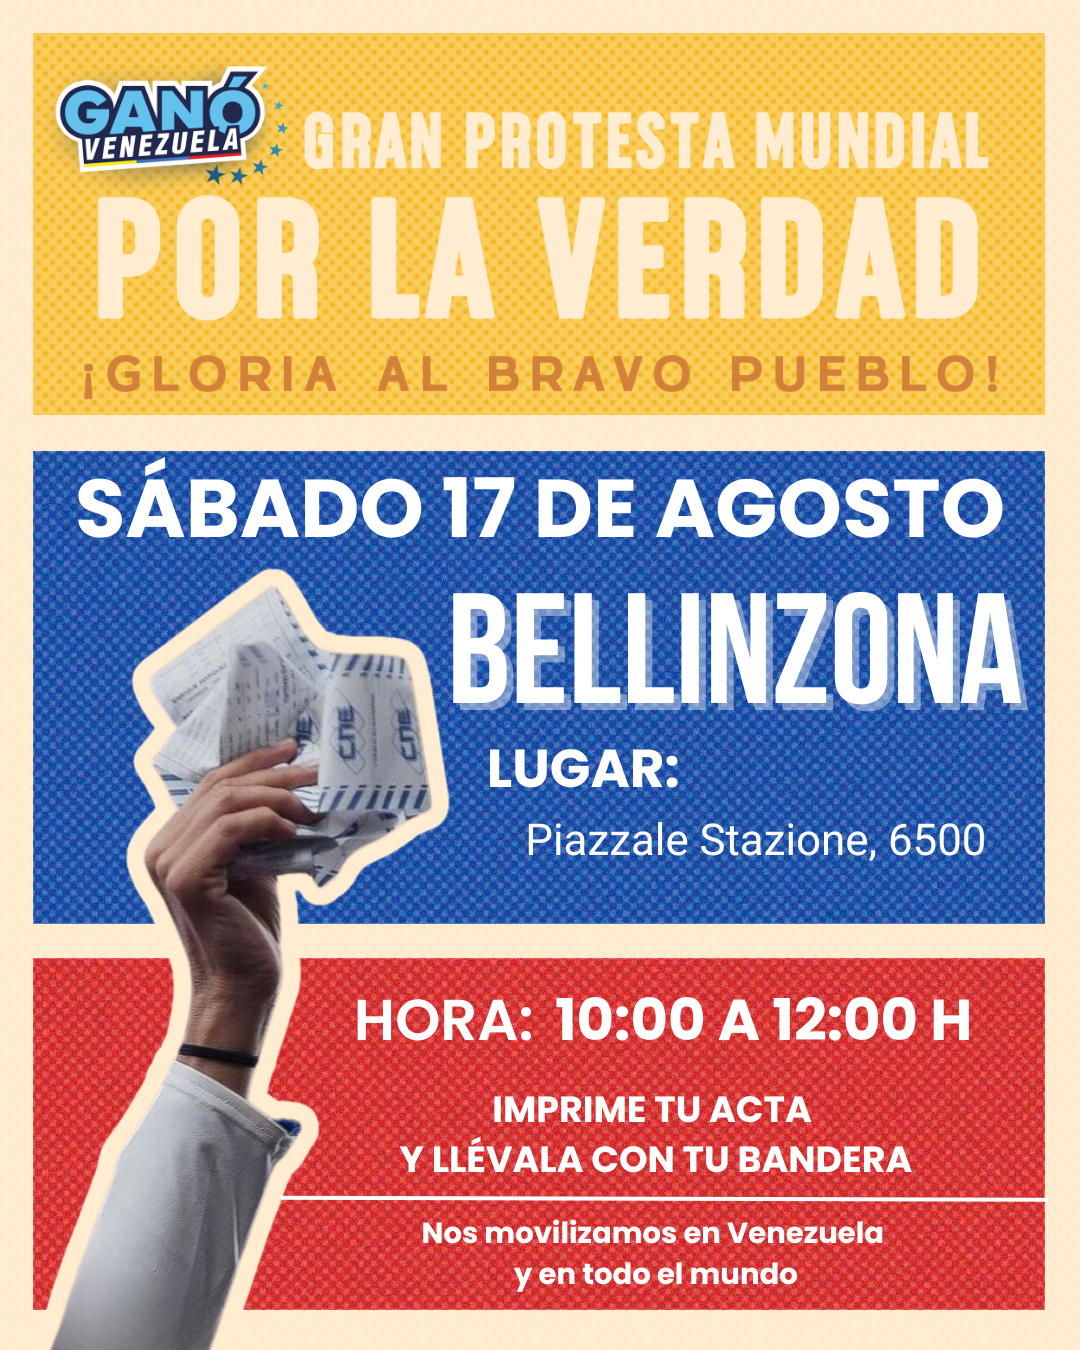 GANÓ
VENEZUELA
GRAN PROTESTA MUNDIAL
POR LA VERDAD
¡GLORIA AL BRAVO PUEBLO!
SÁBADO 17 DE AGOSTO
BELLINZONA
CNE
CNE
LUGAR:
Piazzale Stazione, 6500
HORA: 10:00 A 12:00 H
IMPRIME TU ACTA
Y LLÉVALA CON TU BANDERA
Nos movilizamos en Venezuela
y en todo el mundo